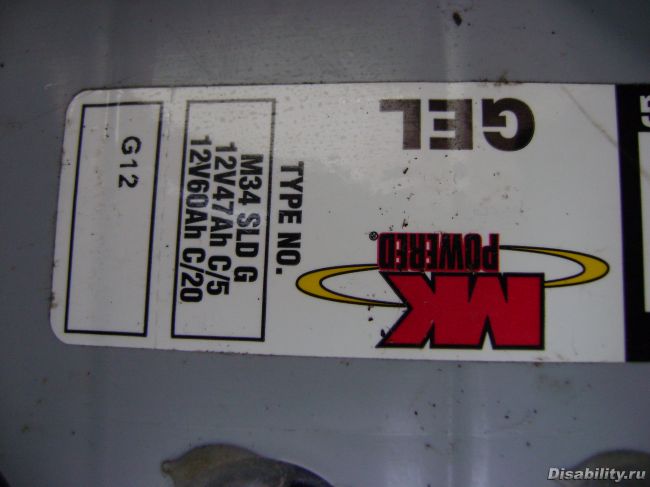 GEL
MK
POWERED®
TYPE NO.
M34 SLD G
12V47Ah C/5
12V60Ah C/20
G12
Disability.ru